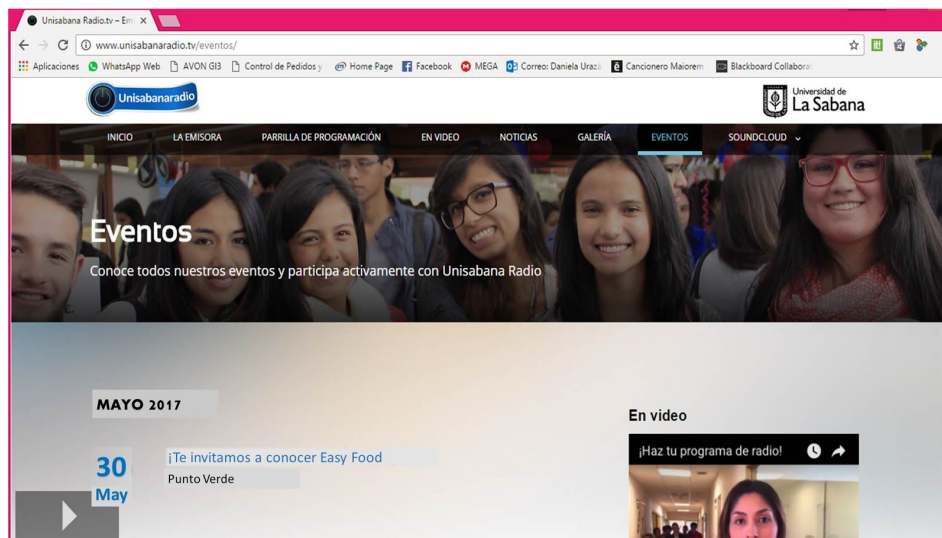 Unisabana Radio.tv – Em
www.unisabanaradio.tv/eventos/
Aplicaciones WhatsApp Web AVON GI3 Control de Pedidos y Home Page Facebook MEGA Correo: Daniela Uraza Cancionero Maiorem Blackboard Collabora
Unisabanaradio
Universidad de
La Sabana
INICIO LA EMISORA PARRILLA DE PROGRAMACIÓN EN VIDEO NOTICIAS GALERÍA EVENTOS SOUNDCLOUD
Eventos
Conoce todos nuestros eventos y participa activamente con Unisabana Radio
MAYO 2017
30
May
¡Te invitamos a conocer Easy Food
Punto Verde
En video
¡Haz tu programa de radio!